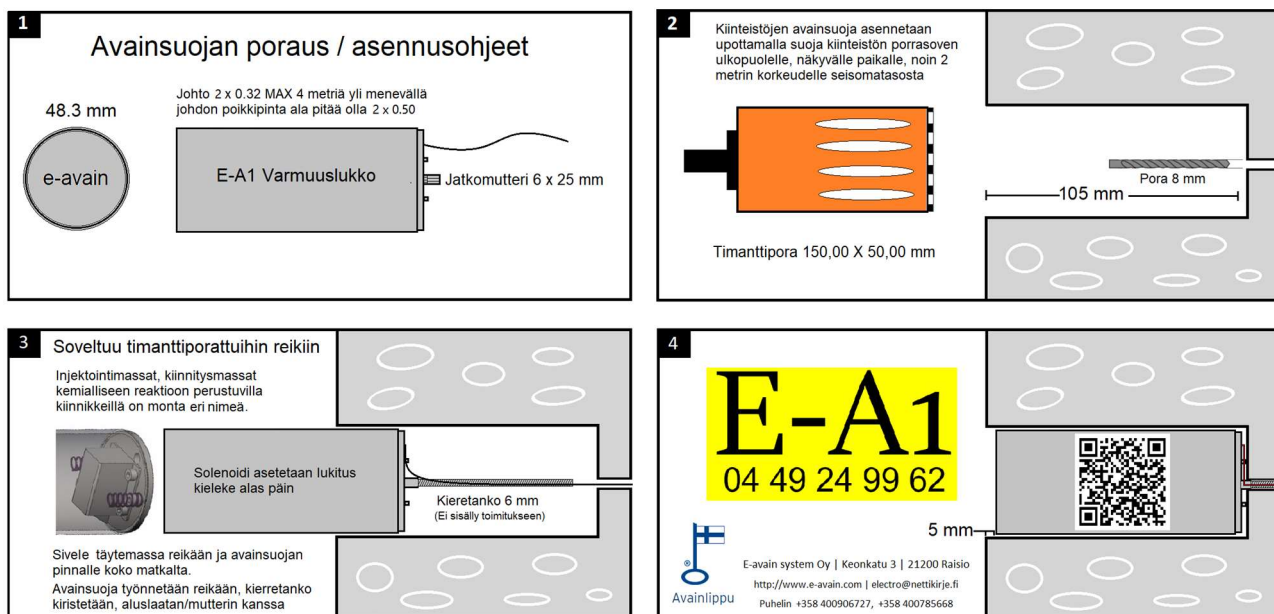 1
Avainsuojan poraus / asennusohjeet
48.3 mm
e-avain
Johto 2 x 0.32 MAX 4 metriä yli menevällä
johdon poikkipinta ala pitää olla 2 x 0.50
E-A1 Varmuuslukko
Jatkomutteri 6 x 25 mm
2
Kiinteistöjen avainsuoja asennetaan
upottamalla suoja kiinteistön porrasoven
ulkopuolelle, näkyvälle paikalle, noin 2
metrin korkeudelle seisomatasosta
Pora 8 mm
105 mm
Timanttipora 150,00 X 50,00 mm
3
Soveltuu timanttiporattuihin reikiin
Injektointimassat, kiinnitysmassat
kemialliseen reaktioon perustuvilla
kiinnikkeillä on monta eri nimeä.
Solenoidi asetetaan lukitus
kieleke alas päin
Kieretanko 6 mm
(Ei sisälly toimitukseen)
Sivele täytemassa reikään ja avainsuojan
pinnalle koko matkalta.
Avainsuoja työnnetään reikään, kierretanko
kiristetään, aluslaatan/mutterin kanssa
4
E-A1
04 49 24 99 62
5 mm
®
Avainlippu
E-avain system Oy | Keonkatu 3 | 21200 Raisio
http://www.e-avain.com | electro@nettikirje.fi
Puhelin +358 400906727, +358 400785668